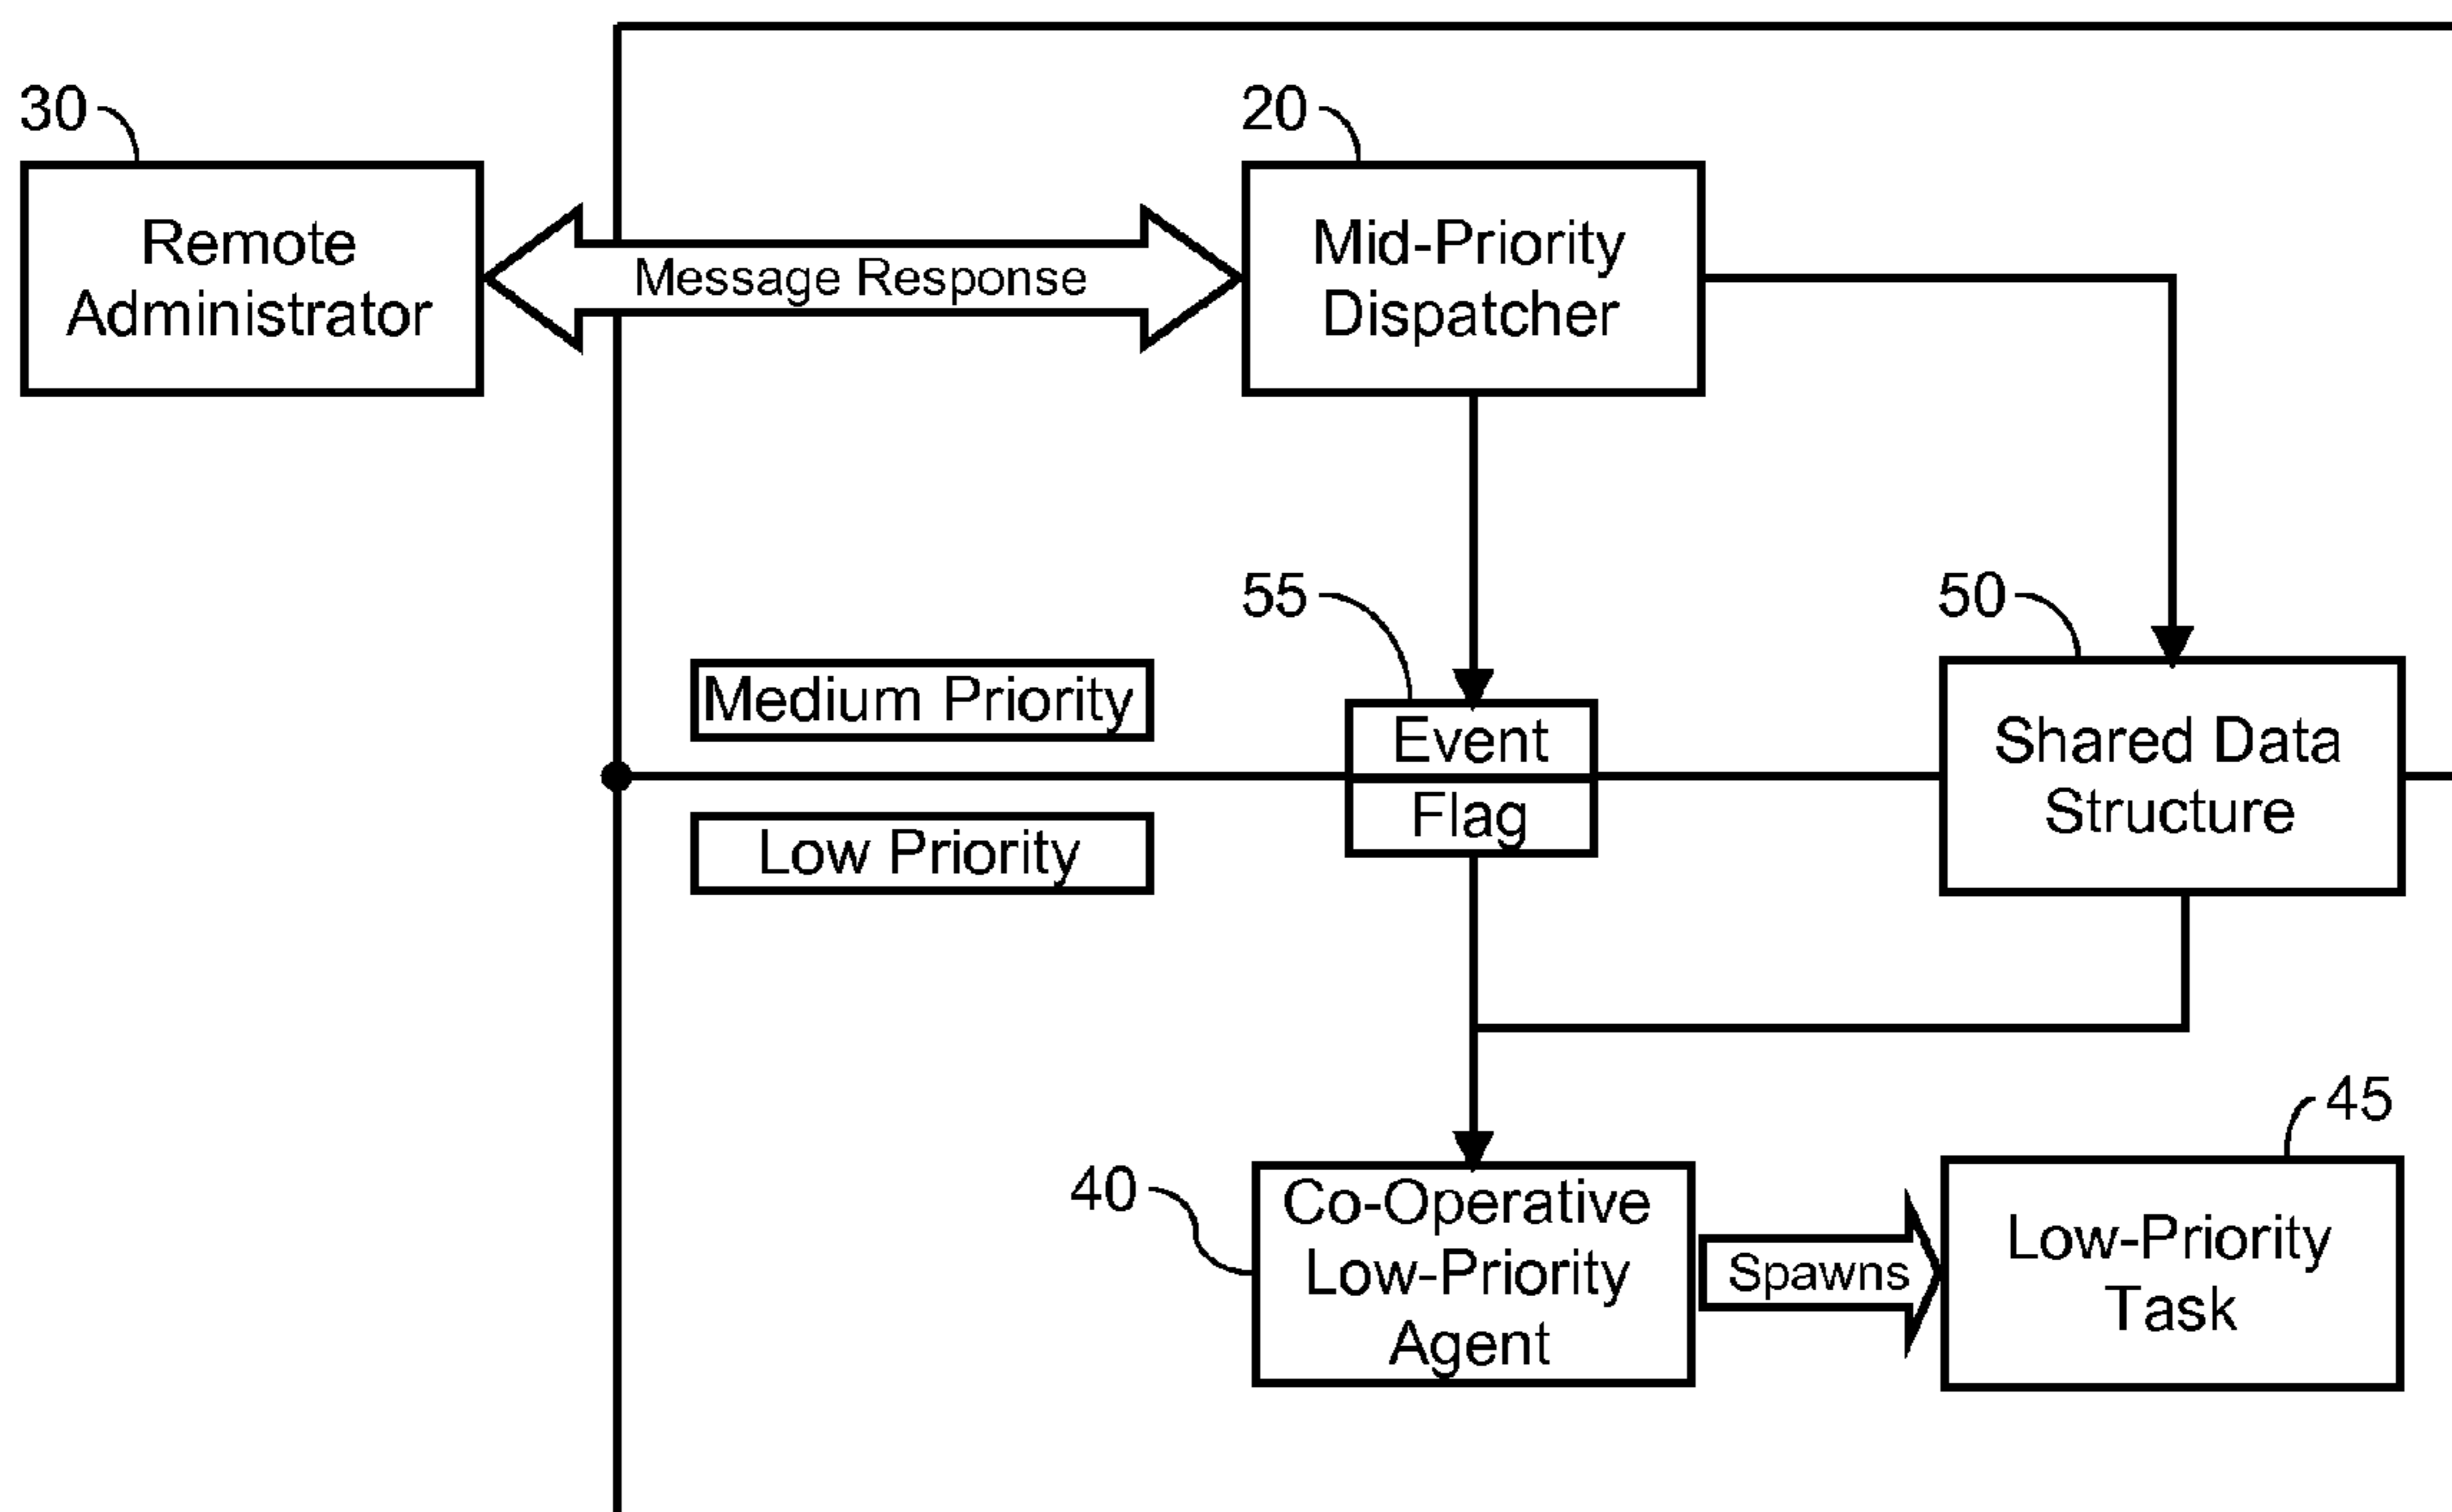 30
20
Remote
Administrator
Message Response
Mid-Priority
Dispatcher
55
50
Medium Priority
Event
Flag
Low Priority
Shared Data
Structure
45
40
Co-Operative
Low-Priority
Agent
Spawns
Low-Priority
Task